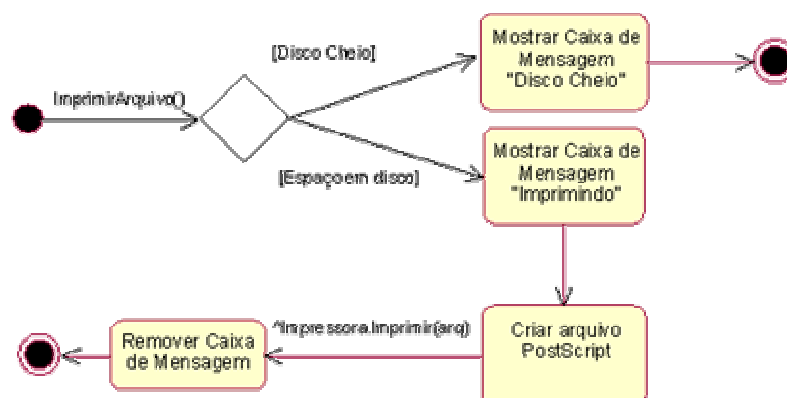 [Disco Cheio]
Mostrar Caixa de
Mensagem
"Disco Cheio"
ImprimirArquivo()
[Espaço em disco]
Mostrar Caixa de
Mensagem
"Imprimindo"
^Impressora.Imprimir(arq)
Criar arquivo
PostScript
Remover Caixa
de Mensagem